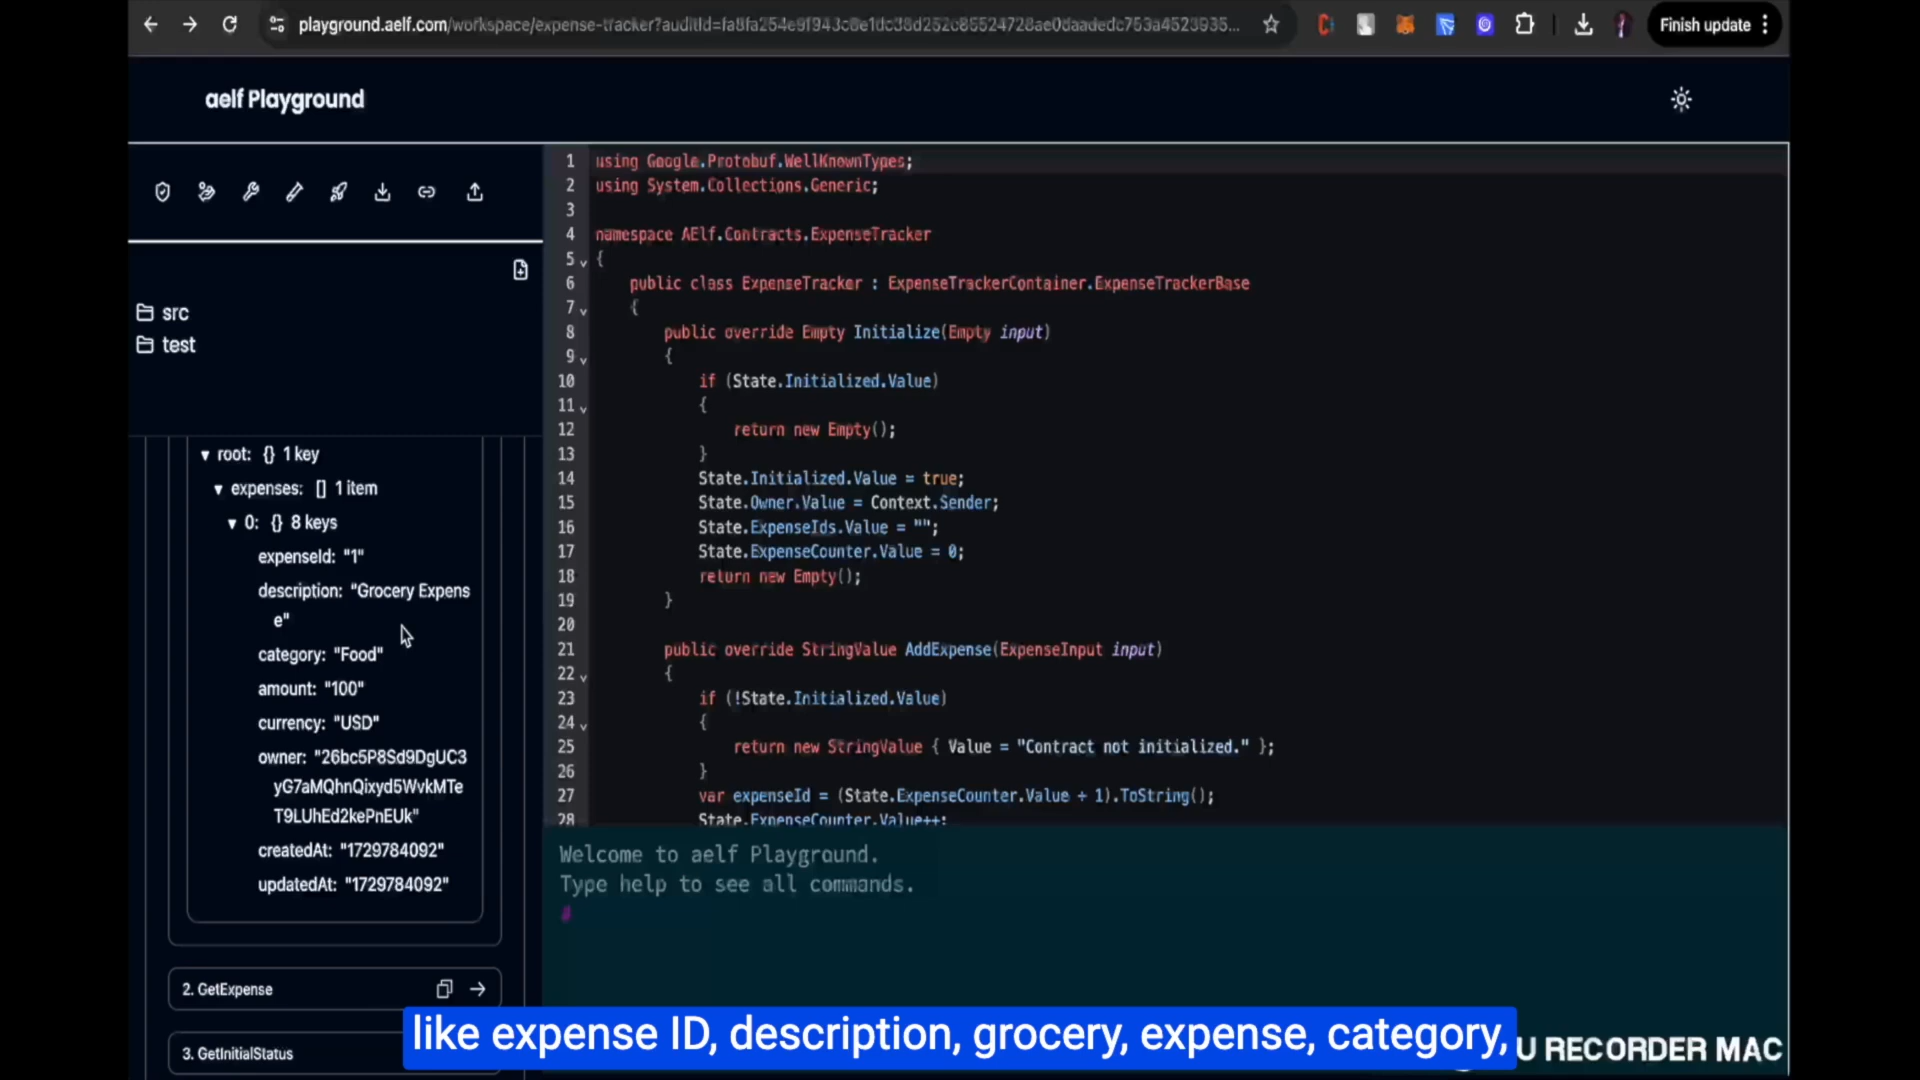 playground.aelf.com/workspace/expense-tracker?auditId=fa8fa254e9f943c8e1dc38d252c85524728ae0daadedc753a4523935...
Finish update
aelf Playground
src
test
root: {} 1 key
expenses: [] 1 item
0: {} 8 keys
expenseId: "1"
description: "Grocery Expens
e"
category: "Food"
amount: "100"
currency: "USD"
owner: "26bc5P8Sd9DgUC3
yG7aMQhnQixyd5WvkMTe
T9LUhEd2kePnEUk"
createdAt: "1729784092"
updatedAt: "1729784092"
2. GetExpense
3. GetInitialStatus
1 using Google.Protobuf.WellKnownTypes;
2 using System.Collections.Generic;
3
4 namespace AElf.Contracts.ExpenseTracker
5 {
6 public class ExpenseTracker : ExpenseTrackerContainer.ExpenseTrackerBase
7 {
8 public override Empty Initialize(Empty input)
9 {
10 if (State.Initialized.Value)
11 {
12 return new Empty();
13 }
14 State.Initialized.Value = true;
15 State.Owner.Value = Context.Sender;
16 State.ExpenseIds.Value = "";
17 State.ExpenseCounter.Value = 0;
18 return new Empty();
19 }
20
21 public override StringValue AddExpense(ExpenseInput input)
22 {
23 if (!State.Initialized.Value)
24 {
25 return new StringValue { Value = "Contract not initialized." };
26 }
27 var expenseId = (State.ExpenseCounter.Value + 1).ToString();
28 State.ExpenseCounter.Value++;
Welcome to aelf Playground.
Type help to see all commands.
#
like expense ID, description, grocery, expense, category,
U RECORDER MAC